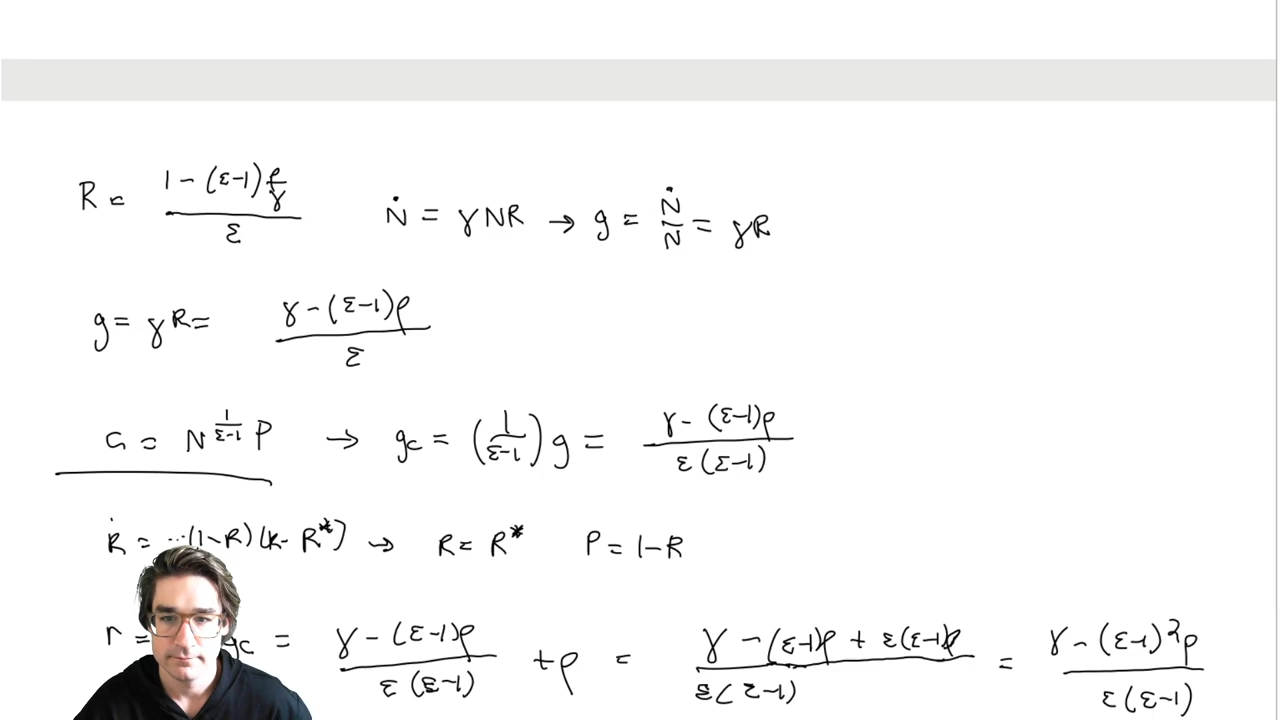 R = (1 - (ε-1) ρ/γ) / ε    Ṅ = γNR → g = Ṅ/N = γR
g = γR = (γ - (ε-1)ρ) / ε
C = N^(1/(ε-1)) P → g_c = (1/(ε-1)) g = (γ - (ε-1)ρ) / (ε(ε-1))
Ṙ = ...(1-R)(R - R*) → R = R*    P = 1-R
r = gc = (γ - (ε-1)ρ) / (ε(ε-1)) + ρ = (γ - (ε-1)ρ + ε(ε-1)ρ) / (ε(ε-1)) = (γ - (ε-1)²ρ) / (ε(ε-1))